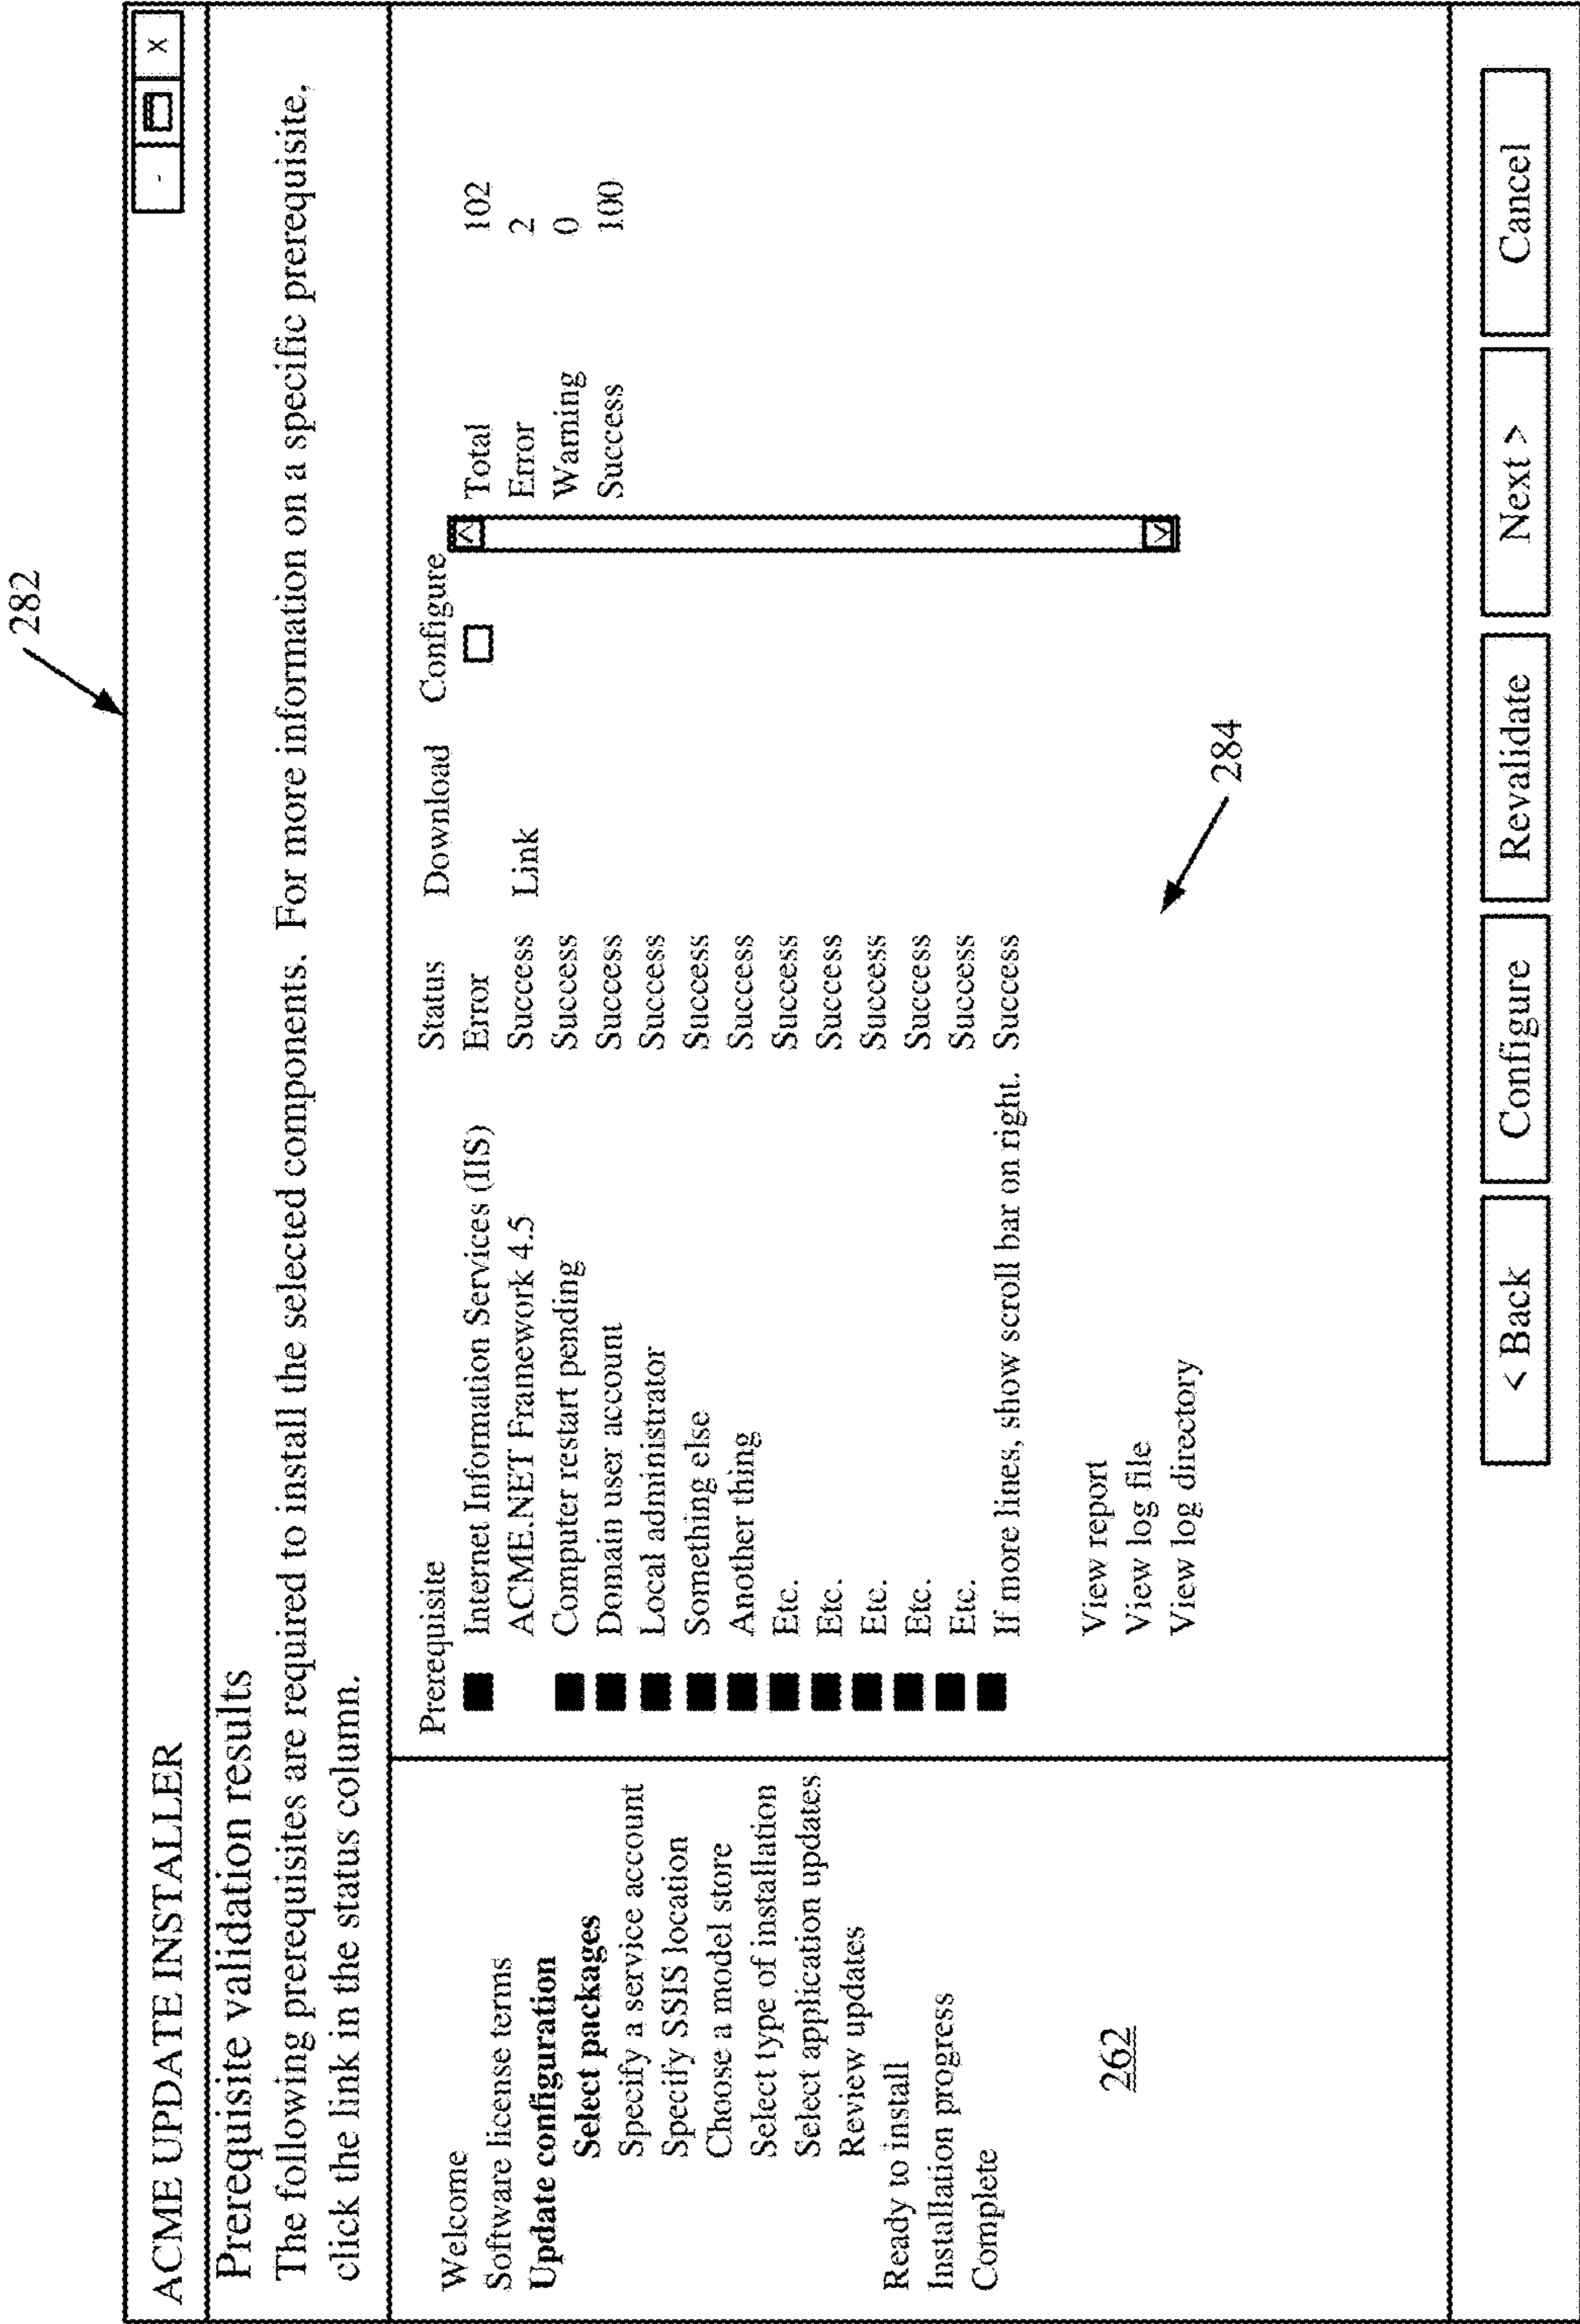 282
ACME UPDATE INSTALLER
- X
Prerequisite validation results
The following prerequisites are required to install the selected components. For more information on a specific prerequisite,
click the link in the status column.
Welcome
Software license terms
Update configuration
Select packages
Specify a service account
Specify SSIS location
Choose a model store
Select type of installation
Select application updates
Review updates
Ready to install
Installation progress
Complete
262
Prerequisite Status Download Configure
Internet Information Services (IIS) Error
ACME.NET Framework 4.5 Success Link
Computer restart pending Success
Domain user account Success
Local administrator Success
Something else Success
Another thing Success
Etc. Success
Etc. Success
Etc. Success
Etc. Success
Etc. Success
If more lines, show scroll bar on right. Success
View report
View log file
View log directory
284
Total 102
Error 2
Warning 0
Success 100
< Back
Configure
Revalidate
Next >
Cancel